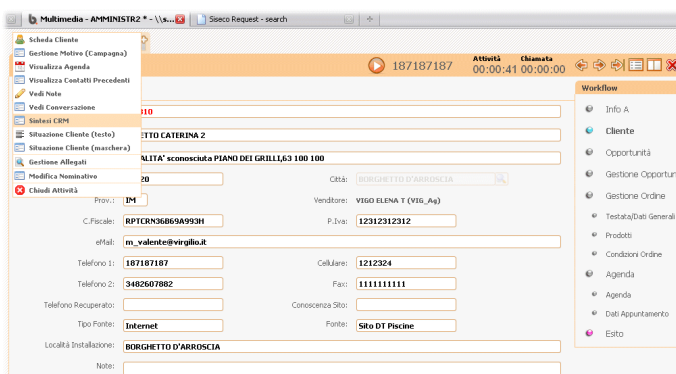 Multimedia - AMMINISTR2 * - \\s...
Siseco Request - search
Scheda Cliente
Gestione Motivo (Campagna)
Visualizza Agenda
Visualizza Contatti Precedenti
Vedi Note
Vedi Conversazione
Sintesi CRM
Situazione Cliente (testo)
Situazione Cliente (maschera)
Gestione Allegati
Modifica Nominativo
Chiudi Attività
187187187
Attività Chiamata
00:00:41 00:00:00
Workflow
Info A
Cliente
Opportunità
Gestione Opportun
Gestione Ordine
Testata/Dati Generali
Prodotti
Condizioni Ordine
Agenda
Agenda
Dati Appuntamento
Esito
310
ETTO CATERINA 2
ALITA' sconosciuta PIANO DEI GRILLI,63 100 100
20 Città: BORGHETTO D'ARROSCIA
Prov.: IM Venditore: VIGO ELENA T (VIG_Ag)
C.Fiscale: RPTCRN36B69A993H P.Iva: 12312312312
eMail: m_valente@virgilio.it
Telefono 1: 187187187 Cellulare: 1212324
Telefono 2: 3482607882 Fax: 1111111111
Telefono Recuperato: Conoscenza Sito:
Tipo Fonte: Internet Fonte: Sito DT Piscine
Località Installazione: BORGHETTO D'ARROSCIA
Note: